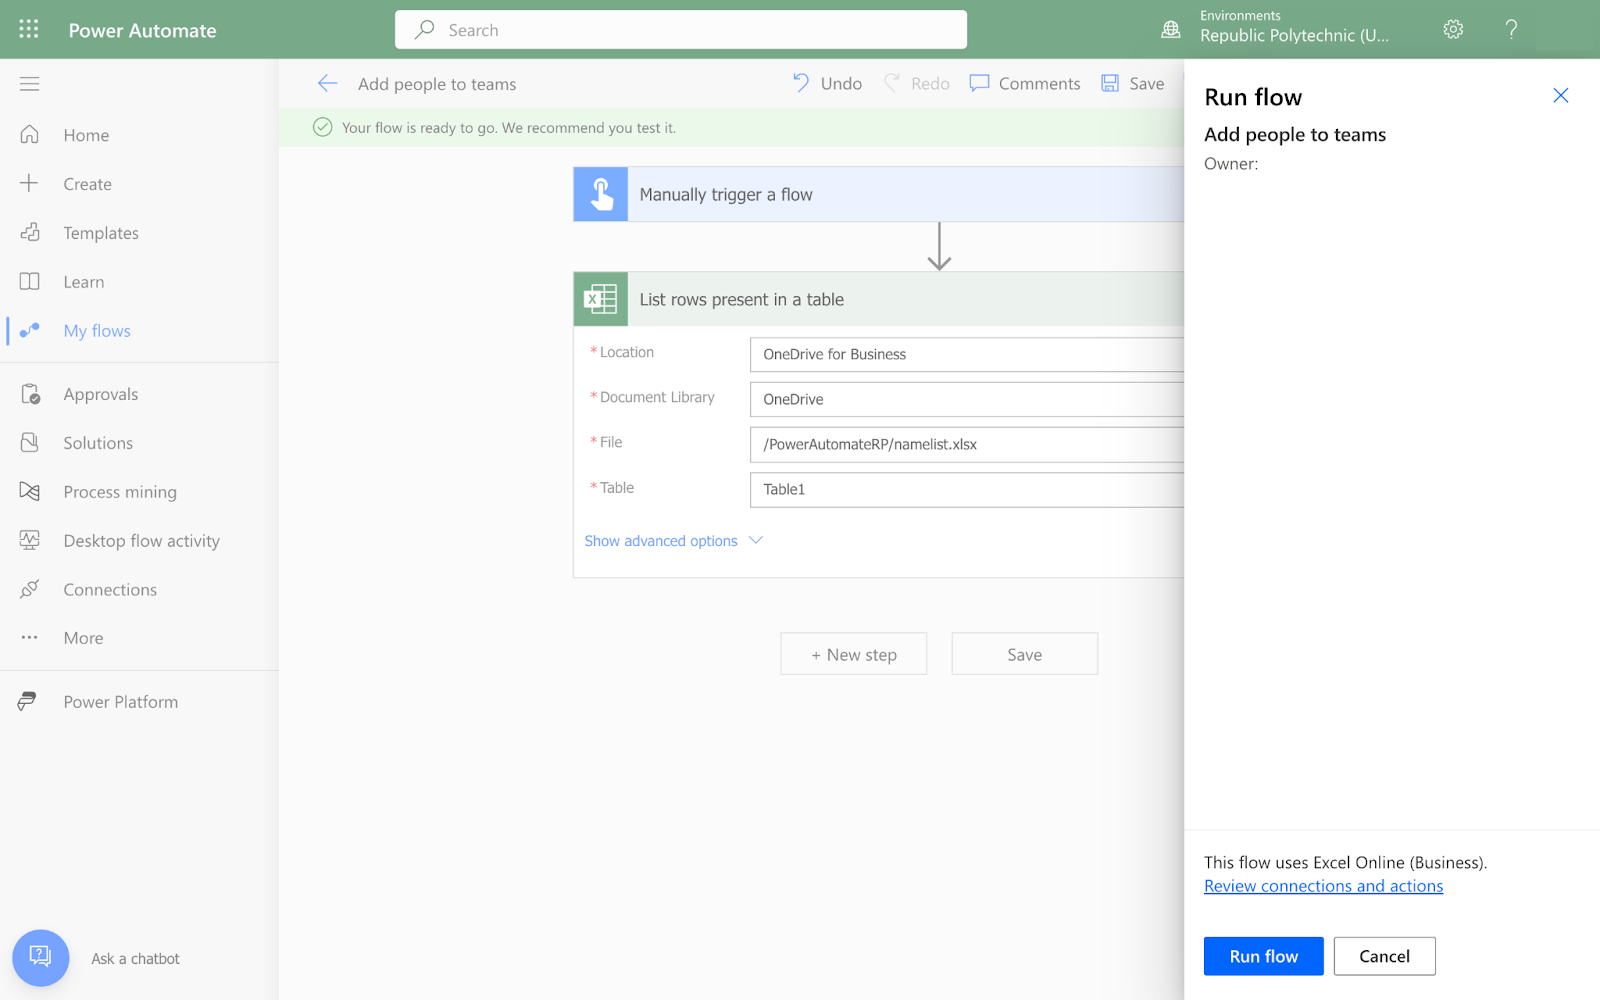 Power Automate
Search
Environments
Republic Polytechnic (U...
?
Home
Create
Templates
Learn
My flows
Approvals
Solutions
Process mining
Desktop flow activity
Connections
More
Power Platform
Ask a chatbot
Add people to teams
Undo
Redo
Comments
Save
Your flow is ready to go. We recommend you test it.
Manually trigger a flow
List rows present in a table
* Location
OneDrive for Business
* Document Library
OneDrive
* File
/PowerAutomateRP/namelist.xlsx
* Table
Table1
Show advanced options
+ New step
Save
Run flow
Add people to teams
Owner:
This flow uses Excel Online (Business).
Review connections and actions
Run flow
Cancel